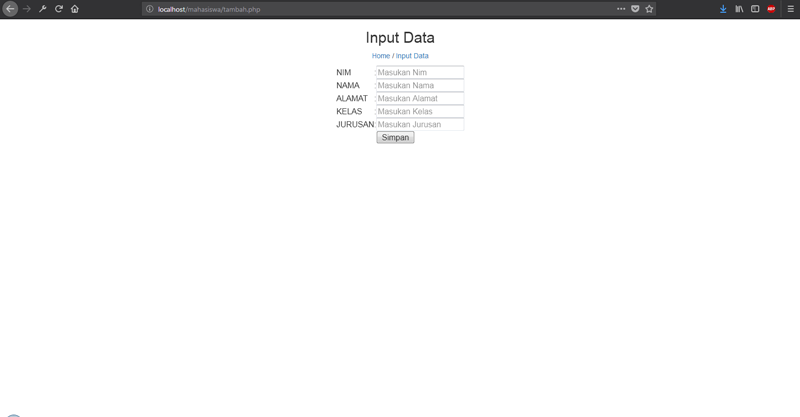 localhost/mahasiswa/tambah.php
ABP
Input Data
Home / Input Data
NIM : Masukan Nim
NAMA : Masukan Nama
ALAMAT : Masukan Alamat
KELAS : Masukan Kelas
JURUSAN: Masukan Jurusan
Simpan